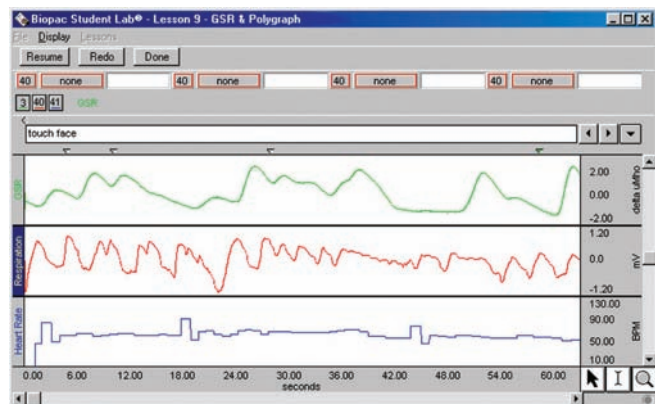 Biopac Student Lab® - Lesson 9 - GSR & Polygraph
File Display Lessons
Resume Redo Done
40 none 40 none 40 none 40 none
3 40 41 GSR
touch face
GSR
2.00
0.00
-2.00
delta uMho
Respiration
1.20
0.0
-1.20
mV
Heart Rate
130.00
90.00
50.00
10.00
BPM
0.00 6.00 12.00 18.00 24.00 30.00 36.00 42.00 48.00 54.00 60.00
seconds